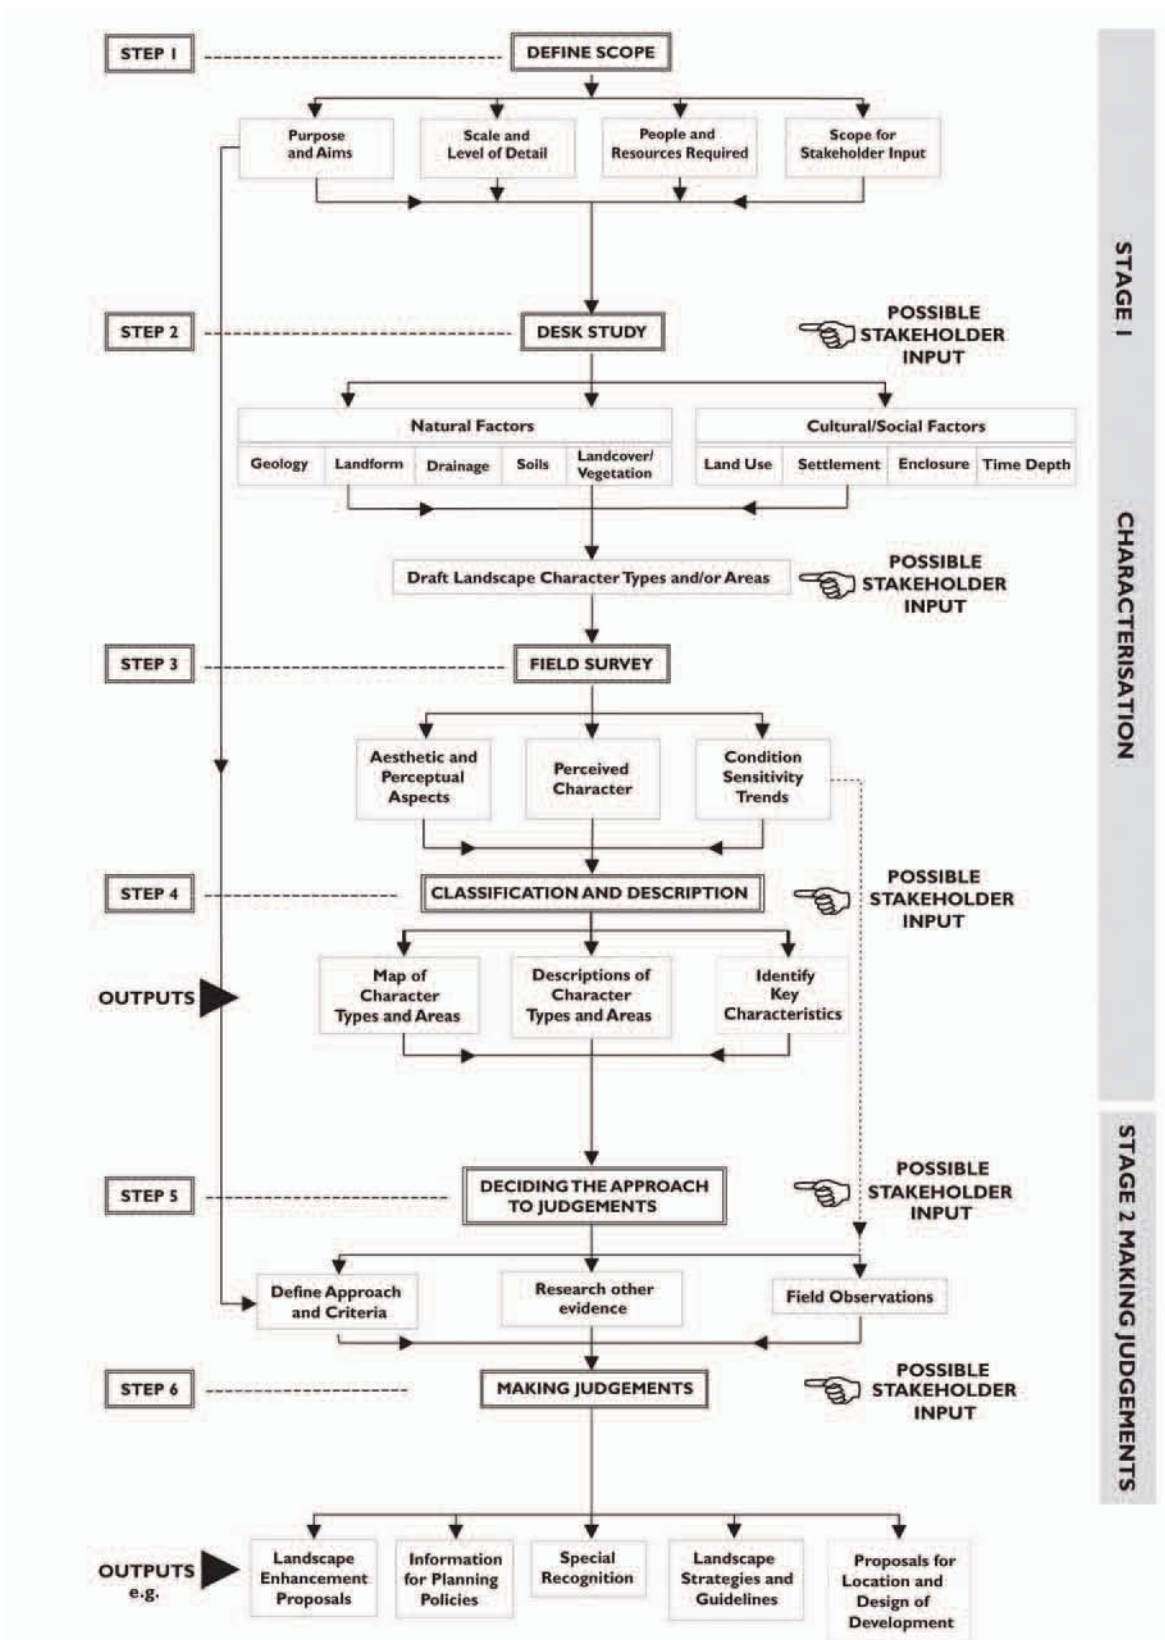 STEP 1
DEFINE SCOPE
Purpose
and Aims
Scale and
Level of Detail
People and
Resources Required
Scope for
Stakeholder Input
STEP 2
DESK STUDY
POSSIBLE
STAKEHOLDER
INPUT
Natural Factors
Geology
Landform
Drainage
Soils
Landcover/
Vegetation
Cultural/Social Factors
Land Use
Settlement
Enclosure
Time Depth
Draft Landscape Character Types and/or Areas
POSSIBLE
STAKEHOLDER
INPUT
STEP 3
FIELD SURVEY
Aesthetic and
Perceptual
Aspects
Perceived
Character
Condition
Sensitivity
Trends
STEP 4
CLASSIFICATION AND DESCRIPTION
POSSIBLE
STAKEHOLDER
INPUT
OUTPUTS
Map of
Character
Types and Areas
Descriptions of
Character
Types and Areas
Identify
Key
Characteristics
STAGE 1
CHARACTERISATION
STEP 5
DECIDING THE APPROACH
TO JUDGEMENTS
POSSIBLE
STAKEHOLDER
INPUT
Define Approach
and Criteria
Research other
evidence
Field Observations
STEP 6
MAKING JUDGEMENTS
POSSIBLE
STAKEHOLDER
INPUT
STAGE 2 MAKING JUDGEMENTS
OUTPUTS
e.g.
Landscape
Enhancement
Proposals
Information
for Planning
Policies
Special
Recognition
Landscape
Strategies and
Guidelines
Proposals for
Location and
Design of
Development